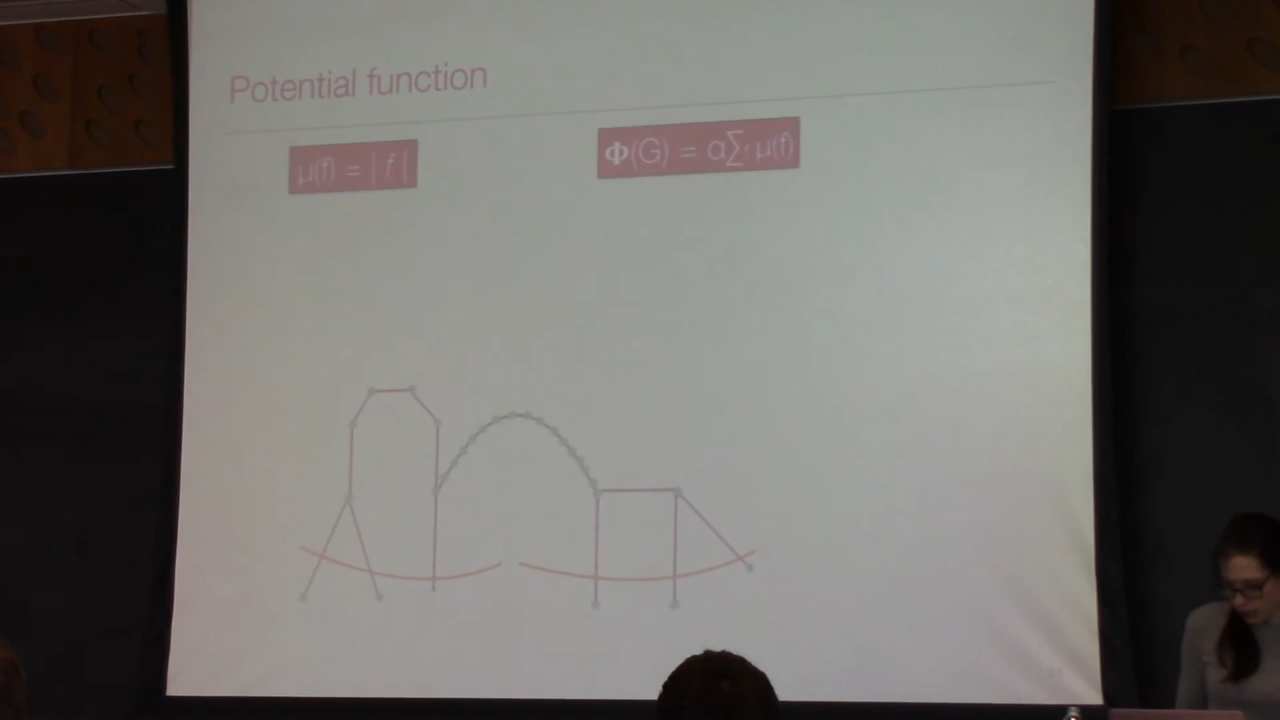 Potential function
μ(f) = | f |
Φ(G) = α∑f μ(f)